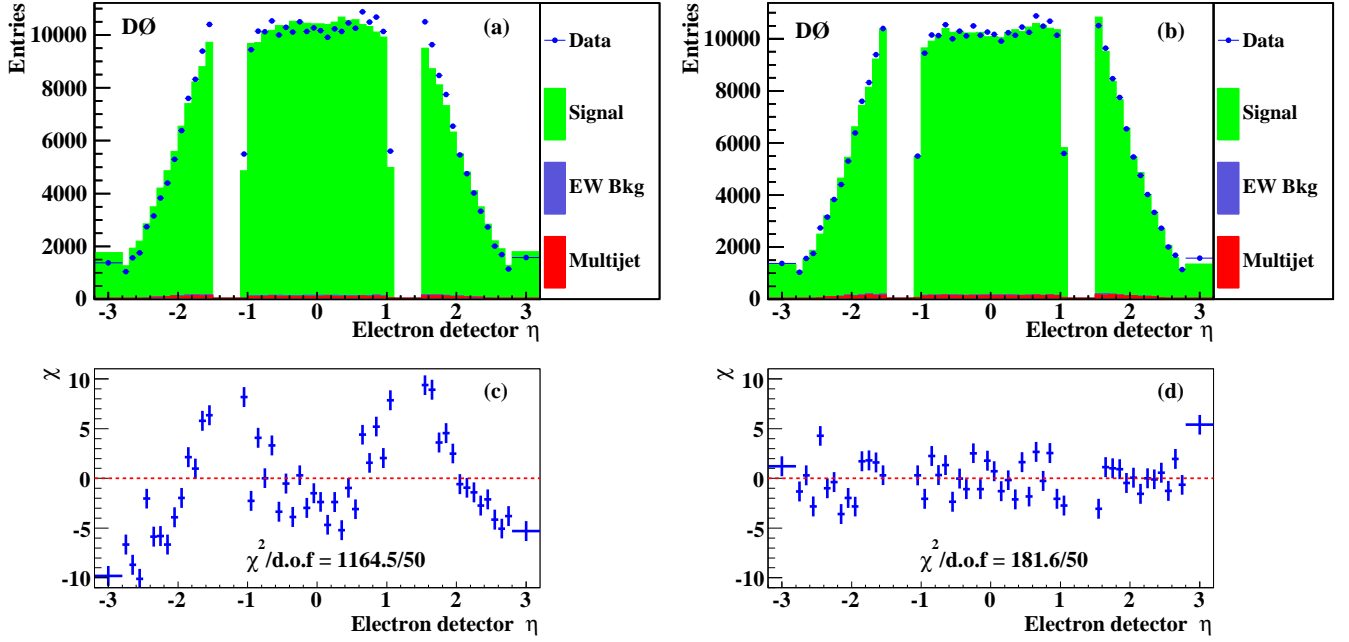 Entries
10000
8000
6000
4000
2000
0
DØ
(a)
Data
Signal
EW Bkg
Multijet
-3 -2 -1 0 1 2 3
Electron detector η
Entries
10000
8000
6000
4000
2000
0
DØ
(b)
Data
Signal
EW Bkg
Multijet
-3 -2 -1 0 1 2 3
Electron detector η
χ
10
5
0
-5
-10
(c)
χ²/d.o.f = 1164.5/50
-3 -2 -1 0 1 2 3
Electron detector η
χ
10
5
0
-5
-10
(d)
χ²/d.o.f = 181.6/50
-3 -2 -1 0 1 2 3
Electron detector η